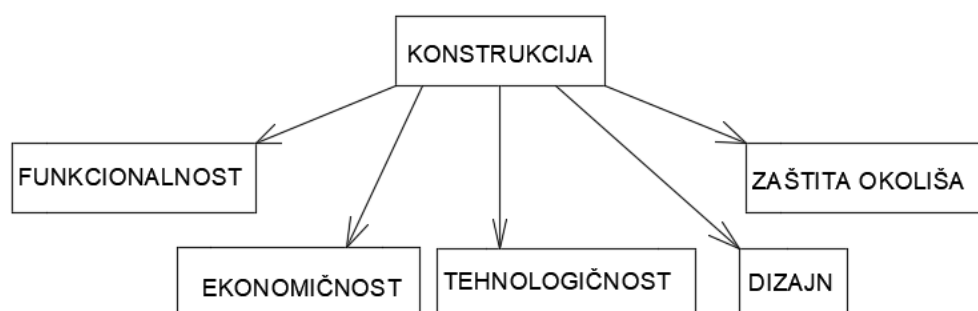 KONSTRUKCIJA
FUNKCIONALNOST
ZAŠTITA OKOLIŠA
EKONOMIČNOST
TEHNOLOGIČNOST
DIZAJN